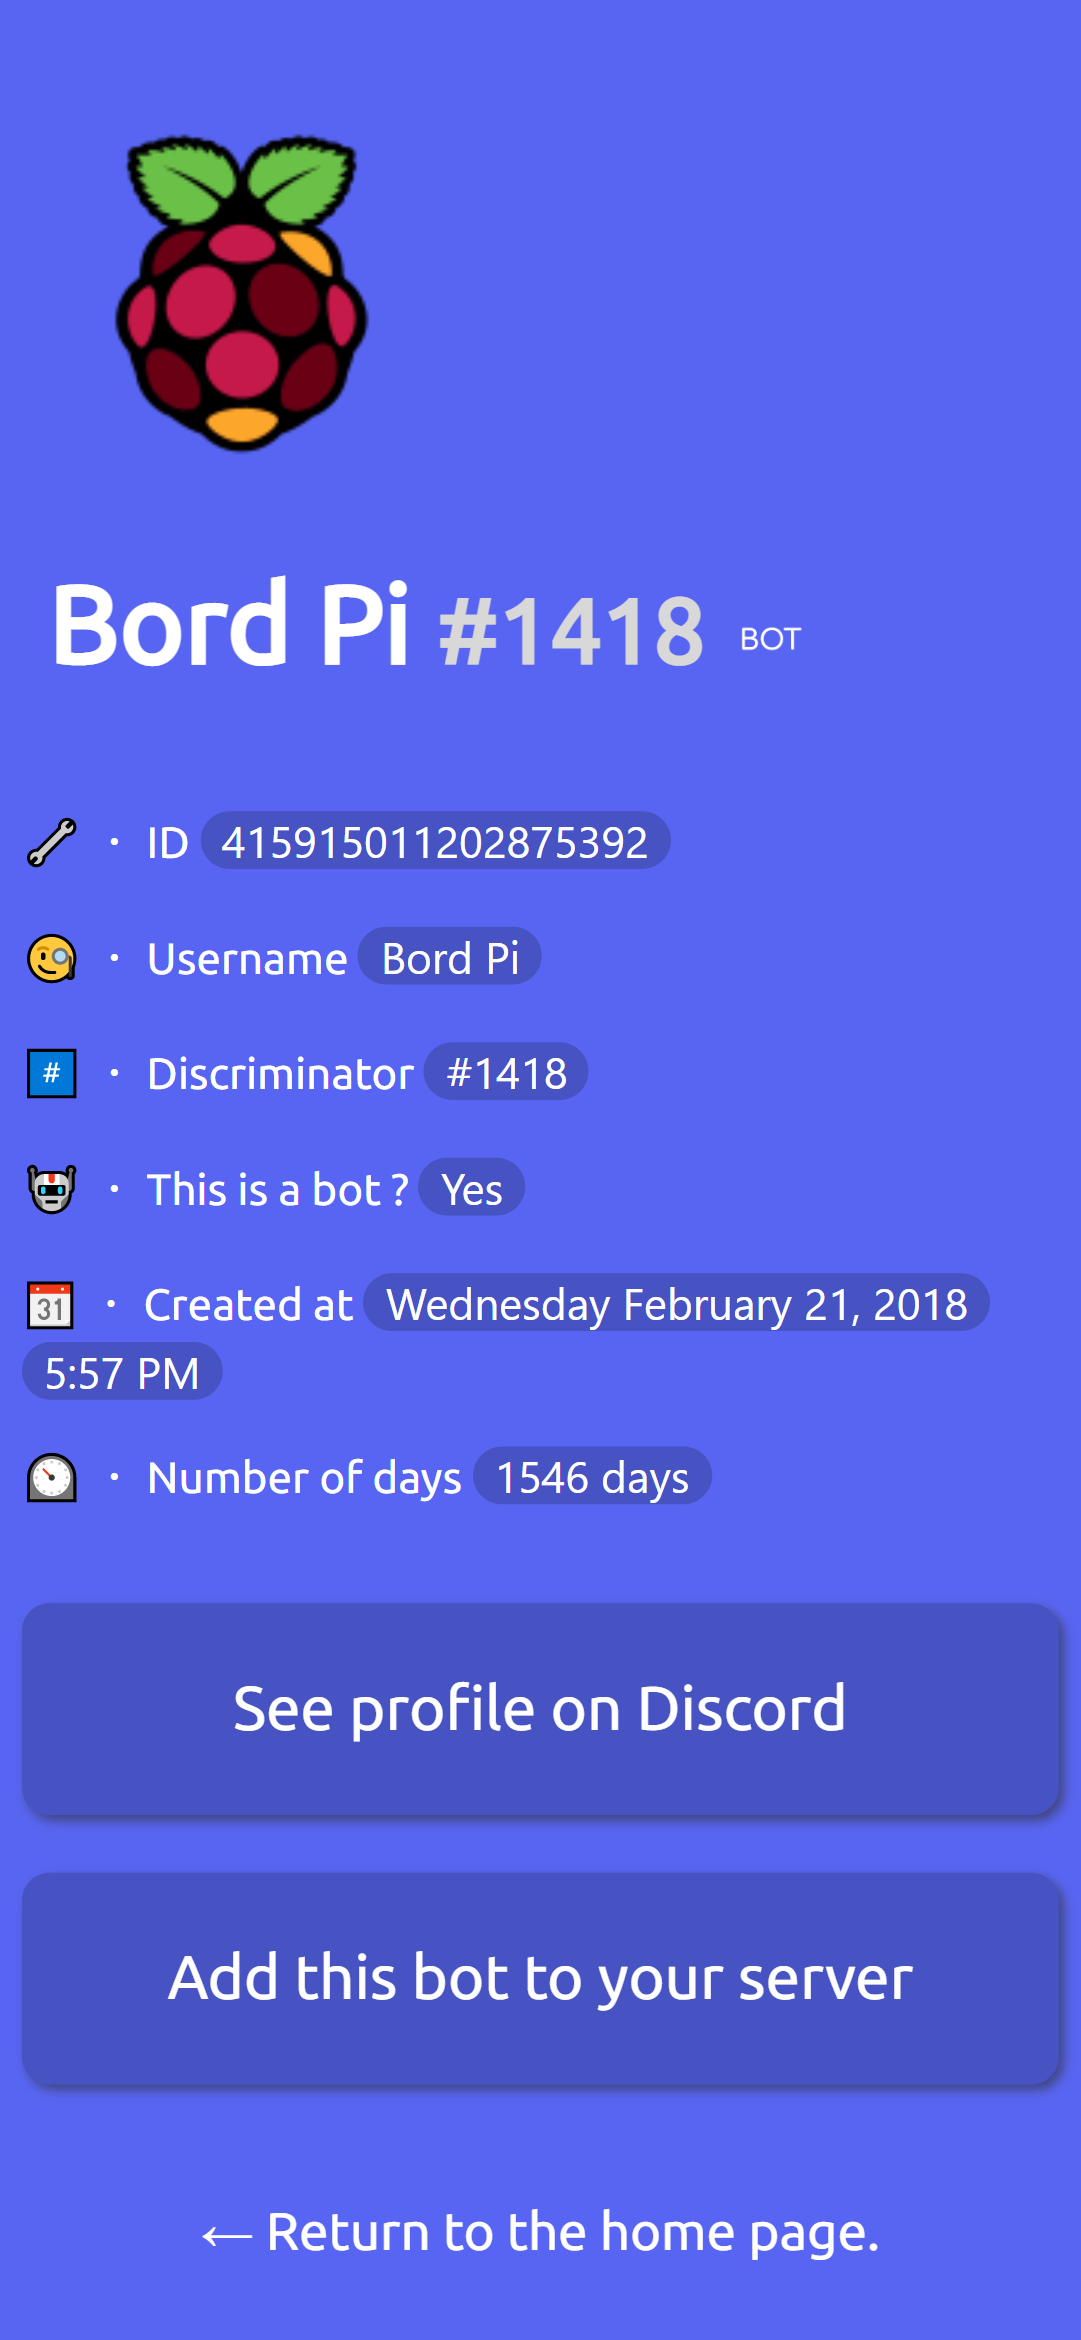 Bord Pi #1418 BOT
· ID 415915011202875392
· Username Bord Pi
# · Discriminator #1418
· This is a bot ? Yes
31 · Created at Wednesday February 21, 2018
5:57 PM
· Number of days 1546 days
See profile on Discord
Add this bot to your server
← Return to the home page.